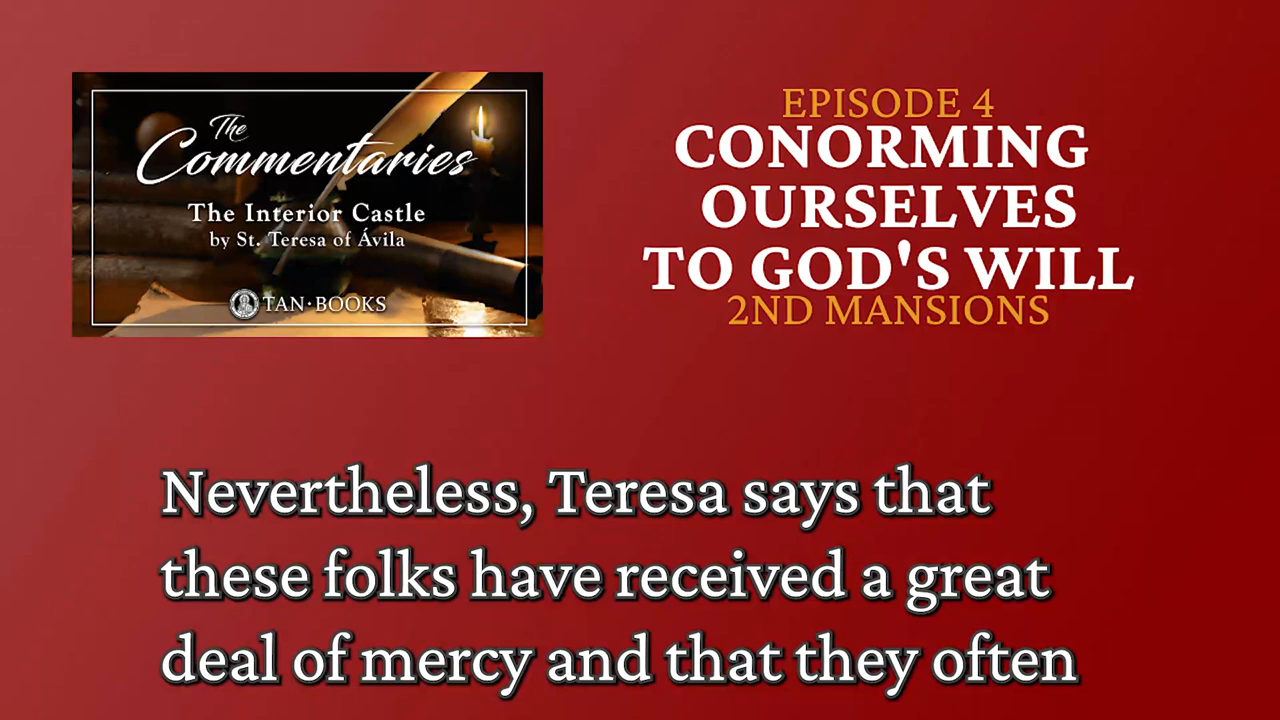 The
Commentaries
The Interior Castle
by St. Teresa of Ávila
TAN·BOOKS
EPISODE 4
CONORMING
OURSELVES
TO GOD'S WILL
2ND MANSIONS
Nevertheless, Teresa says that
these folks have received a great
deal of mercy and that they often